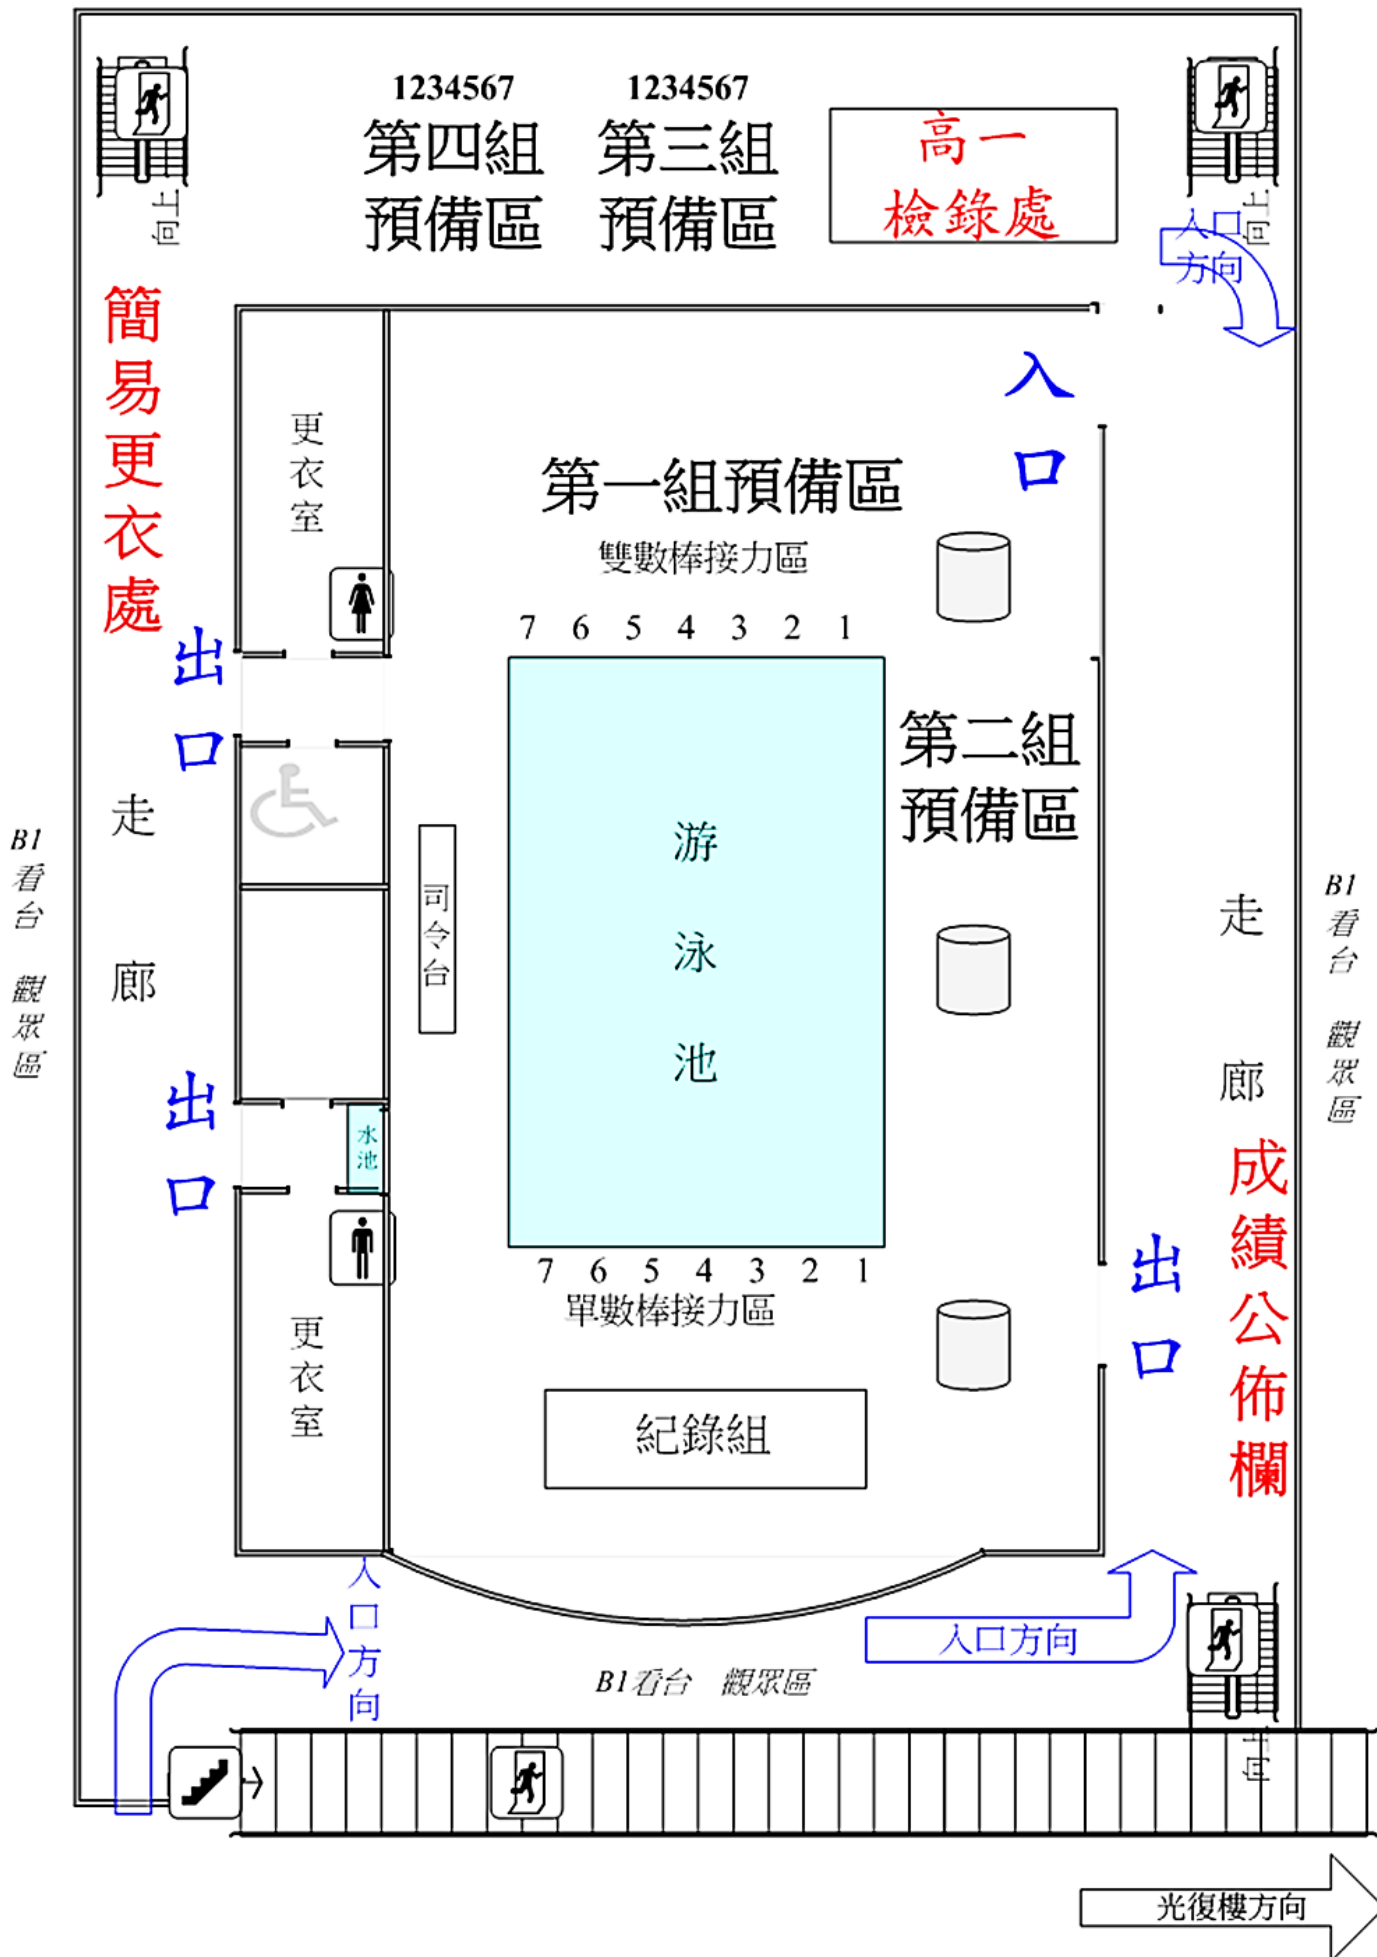 1234567
1234567
第四組
預備區
第三組
預備區
高一
檢錄處
向上
向上
入口
方向
簡易更衣處
入口
更衣室
第一組預備區
雙數棒接力區
7 6 5 4 3 2 1
出口
第二組
預備區
游泳池
司令台
走廊
走廊
B1看台 觀眾區
B1看台 觀眾區
出口
水池
成績公佈欄
出口
7 6 5 4 3 2 1
單數棒接力區
更衣室
紀錄組
入口方向
入口方向
B1看台 觀眾區
向上
光復樓方向